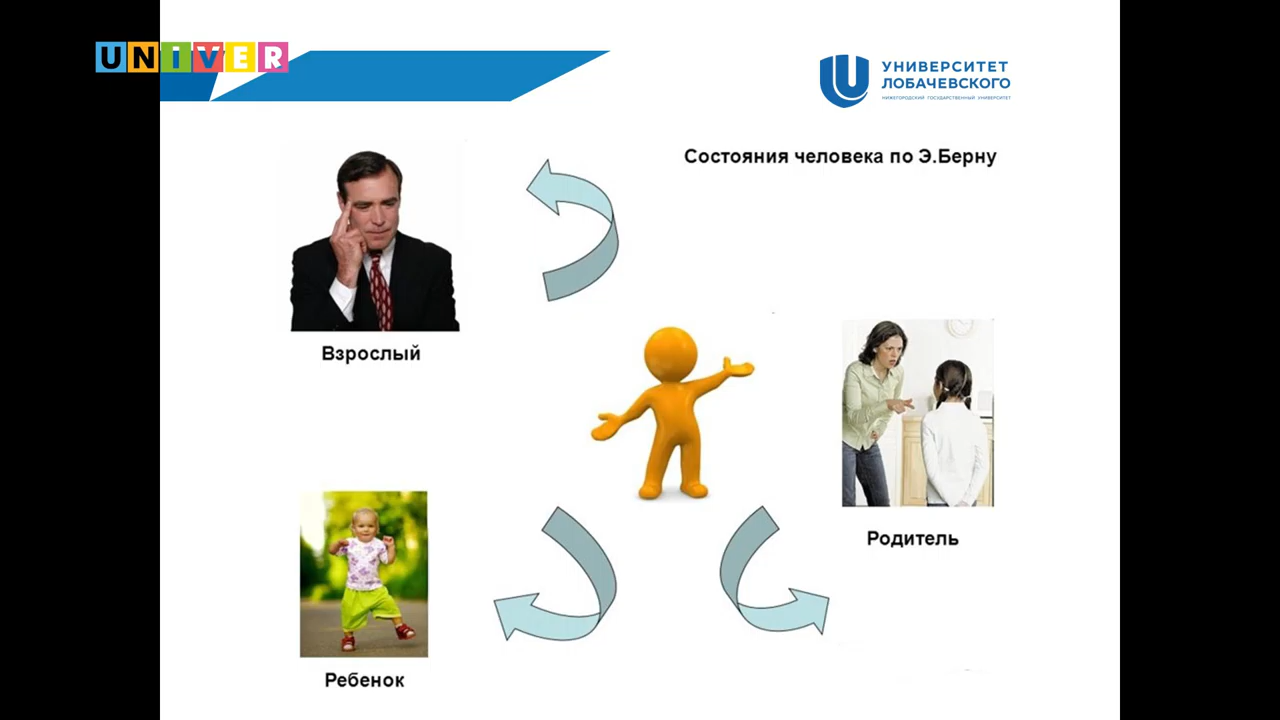 UNIVER
УНИВЕРСИТЕТ
ЛОБАЧЕВСКОГО
НИЖЕГОРОДСКИЙ ГОСУДАРСТВЕННЫЙ УНИВЕРСИТЕТ
Состояния человека по Э.Берну
Взрослый
Родитель
Ребенок